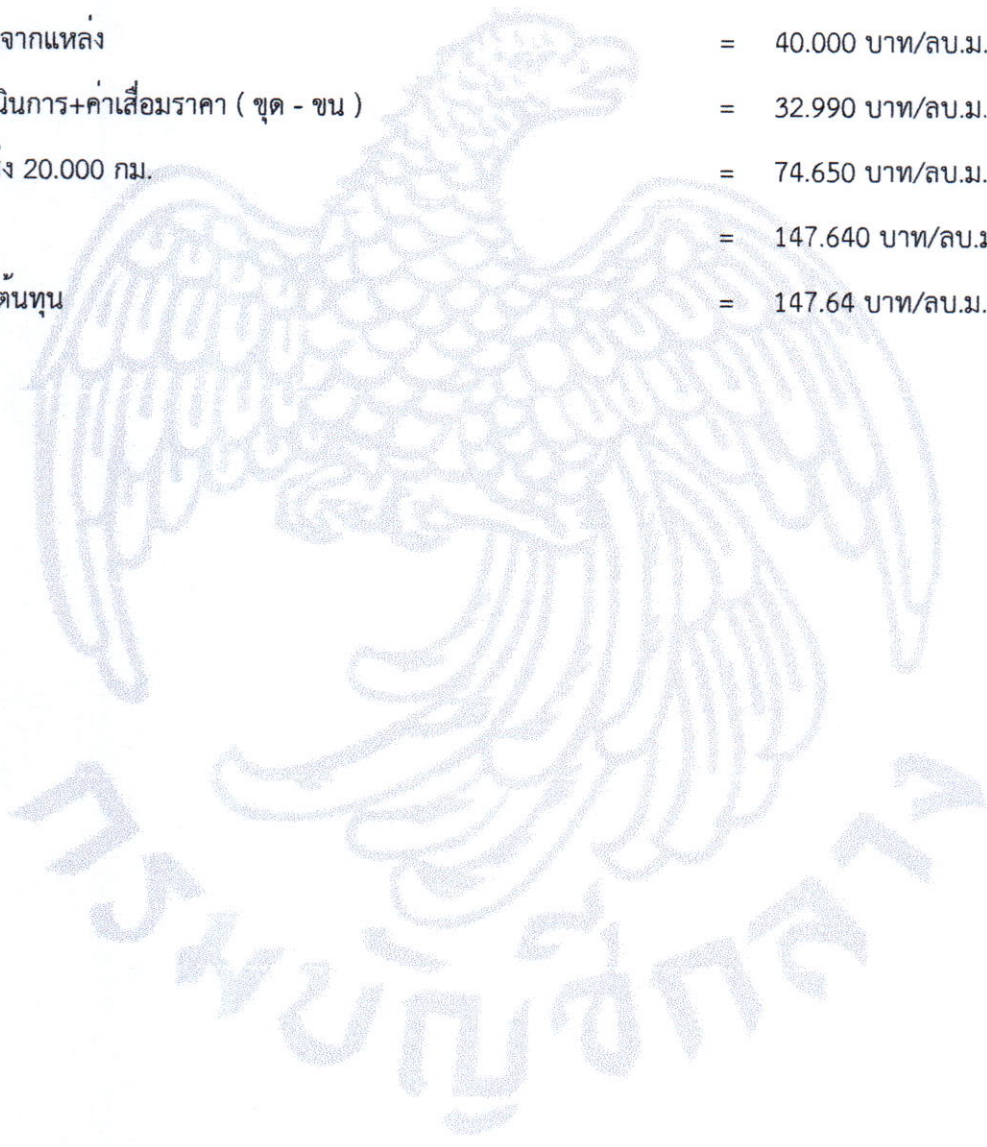 จากแหล่ง = 40.000 บาท/ลบ.ม.
นินการ+ค่าเสื่อมราคา ( ขุด - ขน ) = 32.990 บาท/ลบ.ม.
ง 20.000 กม. = 74.650 บาท/ลบ.ม.
= 147.640 บาท/ลบ.ม
ต้นทุน = 147.64 บาท/ลบ.ม.
กรมบัญชีกลาง